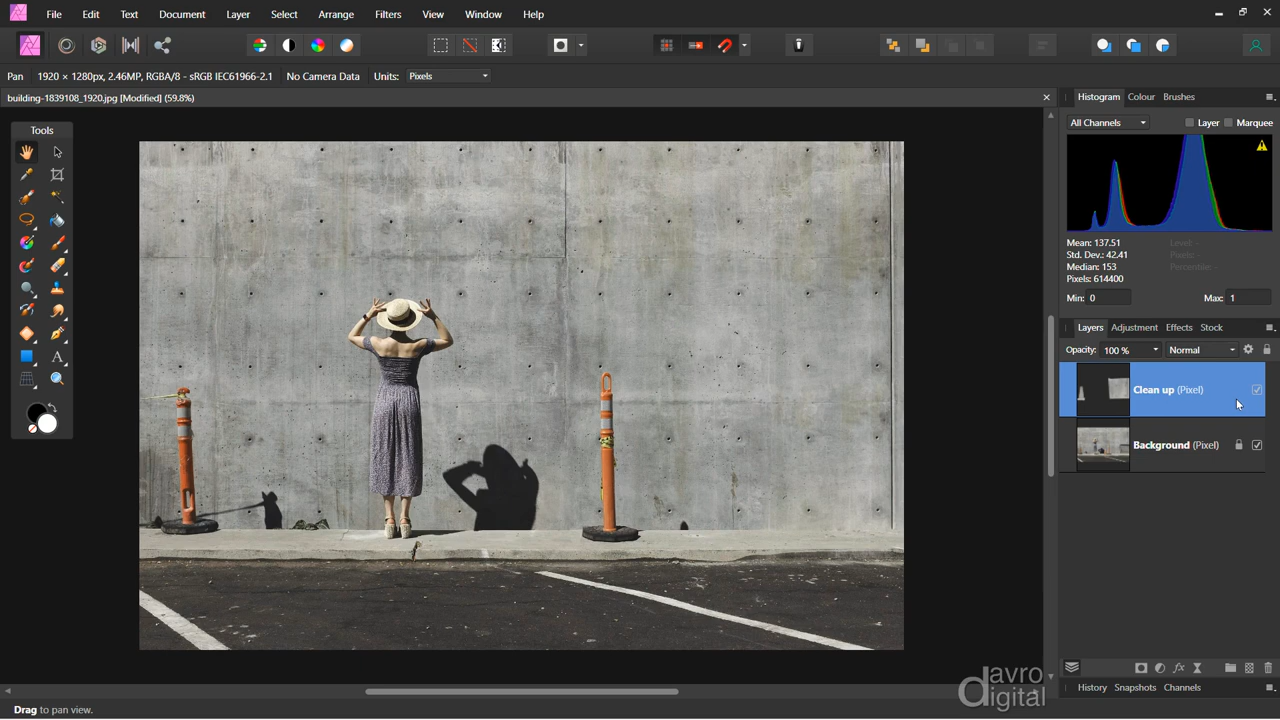 File Edit Text Document Layer Select Arrange Filters View Window Help
Pan 1920 × 1280px, 2.46MP, RGBA/8 - sRGB IEC61966-2.1 No Camera Data Units: Pixels
building-1839108_1920.jpg [Modified] (59.8%)
Tools
A
Histogram Colour Brushes
All Channels Layer Marquee
Mean: 137.51 Level: -
Std. Dev.: 42.41 Pixels: -
Median: 153 Percentile: -
Pixels: 614400
Min: 0 Max: 1
Layers Adjustment Effects Stock
Opacity: 100 % Normal
Clean up (Pixel)
Background (Pixel)
fx
davro
digital
History Snapshots Channels
Drag to pan view.